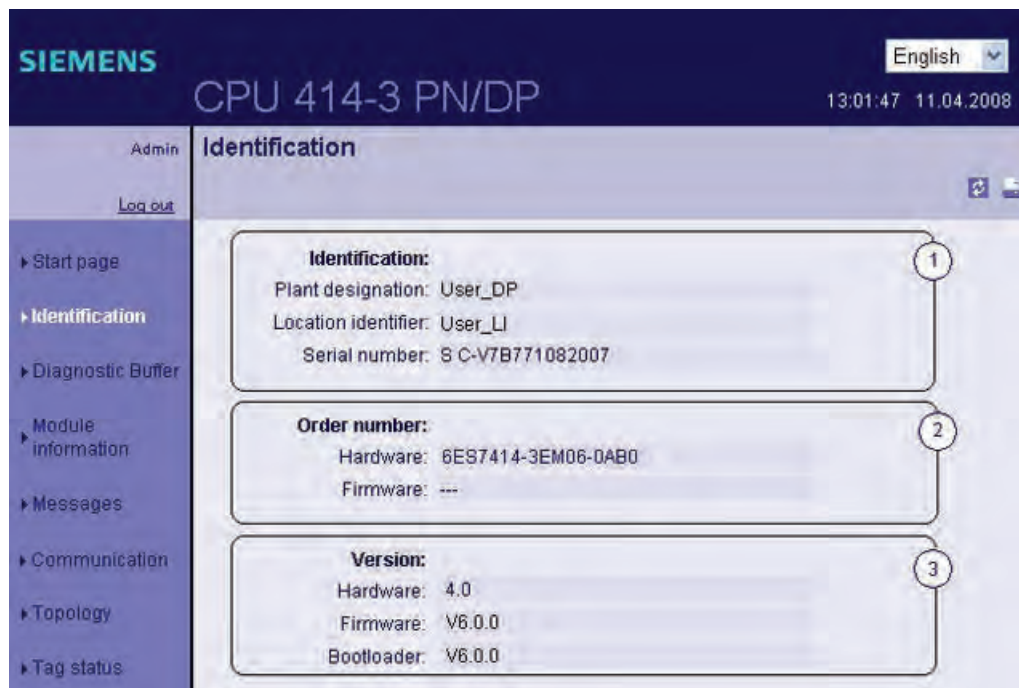 SIEMENS
English
CPU 414-3 PN/DP
13:01:47 11.04.2008
Admin
Identification
Log out
Start page
Identification
Diagnostic Buffer
Module
information
Messages
Communication
Topology
Tag status
Identification:
1
Plant designation: User_DP
Location identifier: User_LI
Serial number: S C-V7B771082007
Order number:
2
Hardware: 6ES7414-3EM06-0AB0
Firmware: ---
Version:
3
Hardware: 4.0
Firmware: V6.0.0
Bootloader: V6.0.0